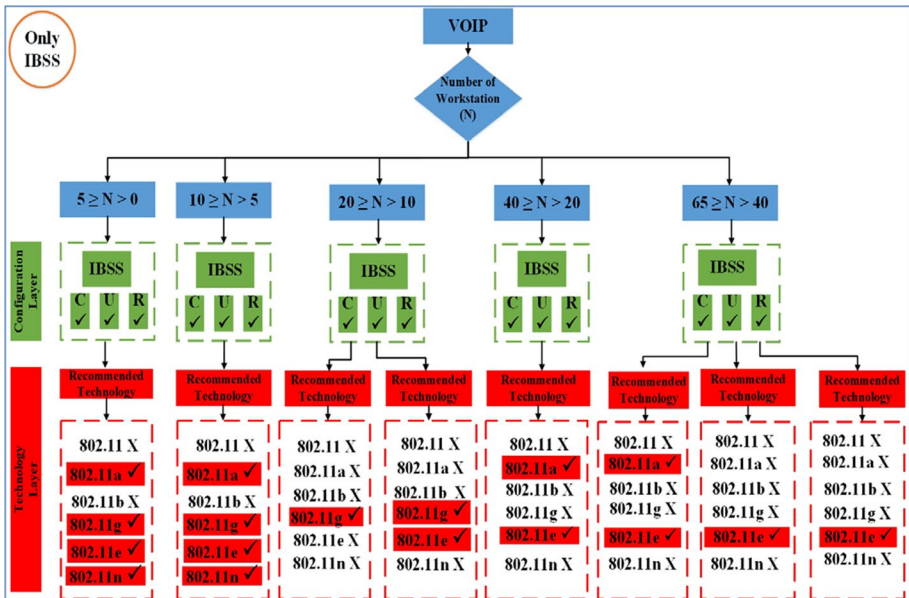 Only
IBSS
VOIP
Number of
Workstation
(N)
5 ≥ N > 0
10 ≥ N > 5
20 ≥ N > 10
40 ≥ N > 20
65 ≥ N > 40
Configuration
Layer
IBSS
C U R
✓ ✓ ✓
IBSS
C U R
✓ ✓ ✓
IBSS
C U R
✓ ✓ ✓
IBSS
C U R
✓ ✓ ✓
IBSS
C U R
✓ ✓ ✓
Technology
Layer
Recommended
Technology
802.11 X
802.11a ✓
802.11b X
802.11g ✓
802.11e ✓
802.11n ✓
Recommended
Technology
802.11 X
802.11a ✓
802.11b X
802.11g ✓
802.11e ✓
802.11n ✓
Recommended
Technology
802.11 X
802.11a X
802.11b X
802.11g ✓
802.11e X
802.11n X
Recommended
Technology
802.11 X
802.11a X
802.11b X
802.11g ✓
802.11e ✓
802.11n X
Recommended
Technology
802.11 X
802.11a ✓
802.11b X
802.11g X
802.11e ✓
802.11n X
Recommended
Technology
802.11 X
802.11a ✓
802.11b X
802.11g X
802.11e ✓
802.11n X
Recommended
Technology
802.11 X
802.11a X
802.11b X
802.11g X
802.11e ✓
802.11n X
Recommended
Technology
802.11 X
802.11a X
802.11b X
802.11g X
802.11e ✓
802.11n X